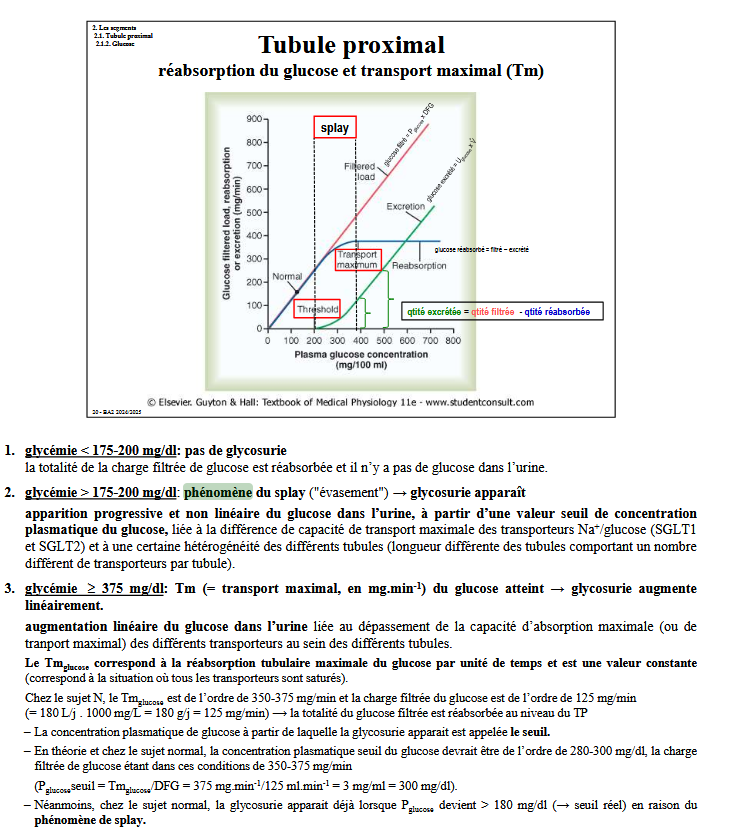 2. Les segments
2.1. Tubule proximal
2.1.2. Glucose
Tubule proximal
réabsorption du glucose et transport maximal (Tm)
900
800
700
600
500
400
300
200
100
0
Glucose filtered load, reabsorption
or excretion (mg/min)
splay
Filtered
load
glucose filtré = Pglucose x DFG
glucose excrété = Uglucose x V̇
Excretion
glucose réabsorbé = filtré – excrété
Transport
maximum
Reabsorption
Normal
Threshold
qtité excrétée = qtité filtrée - qtité réabsorbée
0 100 200 300 400 500 600 700 800
Plasma glucose concentration
(mg/100 ml)
© Elsevier. Guyton & Hall: Textbook of Medical Physiology 11e - www.studentconsult.com
20 - BA2 2024/2025
1. glycémie < 175-200 mg/dl: pas de glycosurie
la totalité de la charge filtrée de glucose est réabsorbée et il n’y a pas de glucose dans l’urine.
2. glycémie > 175-200 mg/dl: phénomène du splay ("évasement") → glycosurie apparaît
apparition progressive et non linéaire du glucose dans l’urine, à partir d’une valeur seuil de concentration
plasmatique du glucose, liée à la différence de capacité de transport maximale des transporteurs Na⁺/glucose (SGLT1
et SGLT2) et à une certaine hétérogénéité des différents tubules (longueur différente des tubules comportant un nombre
différent de transporteurs par tubule).
3. glycémie ≥ 375 mg/dl: Tm (= transport maximal, en mg.min⁻¹) du glucose atteint → glycosurie augmente
linéairement.
augmentation linéaire du glucose dans l’urine liée au dépassement de la capacité d’absorption maximale (ou de
tranport maximal) des différents transporteurs au sein des différents tubules.
Le Tmglucose correspond à la réabsorption tubulaire maximale du glucose par unité de temps et est une valeur constante
(correspond à la situation où tous les transporteurs sont saturés).
Chez le sujet N, le Tmglucose est de l’ordre de 350-375 mg/min et la charge filtrée du glucose est de l’ordre de 125 mg/min
(= 180 L/j . 1000 mg/L = 180 g/j = 125 mg/min) → la totalité du glucose filtrée est réabsorbée au niveau du TP
– La concentration plasmatique de glucose à partir de laquelle la glycosurie apparait est appelée le seuil.
– En théorie et chez le sujet normal, la concentration plasmatique seuil du glucose devrait être de l’ordre de 280-300 mg/dl, la charge
filtrée de glucose étant dans ces conditions de 350-375 mg/min
(Pglucose seuil = Tmglucose/DFG = 375 mg.min⁻¹/125 ml.min⁻¹ = 3 mg/ml = 300 mg/dl).
– Néanmoins, chez le sujet normal, la glycosurie apparait déjà lorsque Pglucose devient > 180 mg/dl (→ seuil réel) en raison du
phénomène de splay.